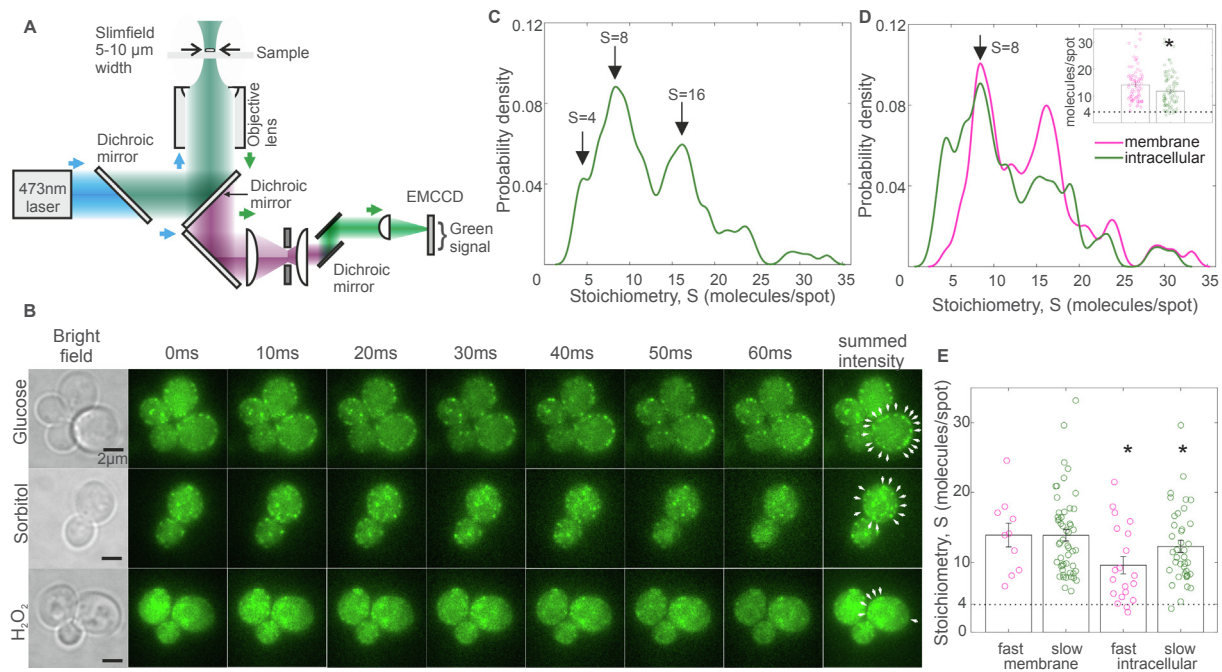 A
Slimfield
5-10 µm
width
Sample
Objective
lens
Dichroic
mirror
473nm
laser
Dichroic
mirror
EMCCD
Green
signal
Dichroic
mirror
C
Probability density
0.12
0.08
0.04
S=4
S=8
S=16
0 5 10 15 20 25 30 35
Stoichiometry, S (molecules/spot)
D
Probability density
0.12
0.08
0.04
S=8
molecules/spot
30
20
10
4
*
membrane
intracellular
0 5 10 15 20 25 30 35
Stoichiometry, S (molecules/spot)
B
Bright
field
0ms 10ms 20ms 30ms 40ms 50ms 60ms summed
intensity
Glucose
2µm
Sorbitol
H2O2
E
Stoichiometry, S (molecules/spot)
30
20
10
4
0
* *
fast slow fast slow
membrane intracellular